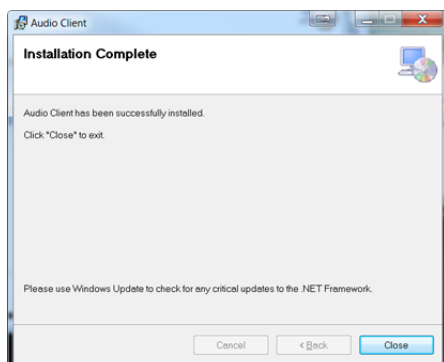 Audio Client
Installation Complete
Audio Client has been successfully installed.
Click "Close" to exit.
Please use Windows Update to check for any critical updates to the .NET Framework.
Cancel
< Back
Close